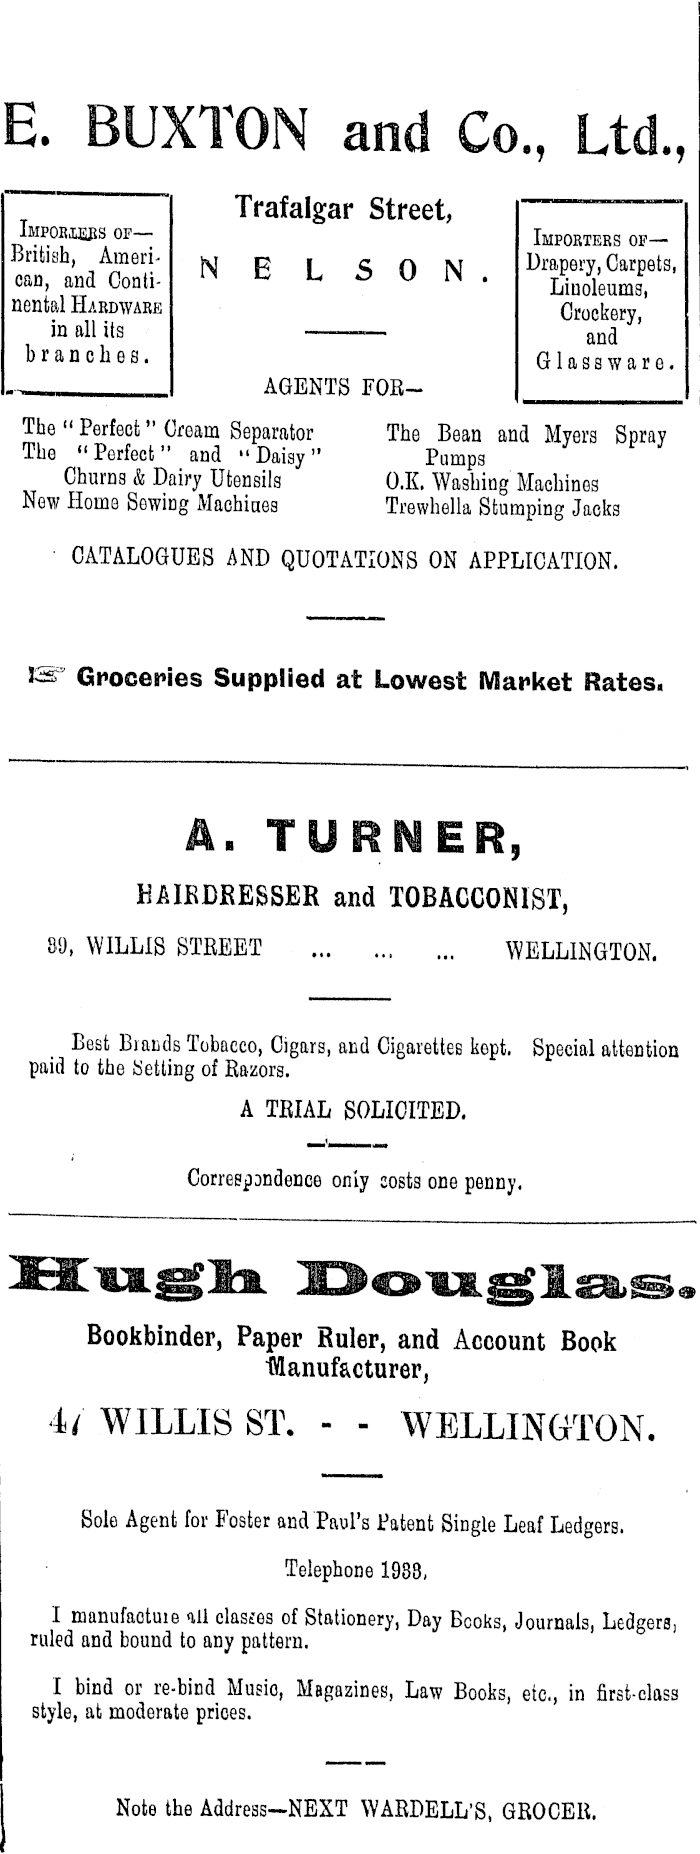 E. BUXTON and Co., Ltd.,
Trafalgar Street,
NELSON.
IMPORTERS OF—
British, Ameri-
can, and Conti-
nental HARDWARE
in all its
branches.
IMPORTERS OF—
Drapery, Carpets,
Linoleums,
Crockery,
and
Glassware.
AGENTS FOR—
The "Perfect" Cream Separator
The "Perfect" and "Daisy"
Churns & Dairy Utensils
New Home Sewing Machines
The Bean and Myers Spray
Pumps
O.K. Washing Machines
Trewhella Stumping Jacks
CATALOGUES AND QUOTATIONS ON APPLICATION.
☞ Groceries Supplied at Lowest Market Rates.
A. TURNER,
HAIRDRESSER and TOBACCONIST,
WILLIS STREET ... ... ... WELLINGTON.
Best Brands Tobacco, Cigars, and Cigarettes kept. Special attention
paid to the Setting of Razors.
A TRIAL SOLICITED.
Correspondence only costs one penny.
Hugh Douglas.
Bookbinder, Paper Ruler, and Account Book
Manufacturer,
47 WILLIS ST. - - WELLINGTON.
Sole Agent for Foster and Paul's Patent Single Leaf Ledgers.
Telephone 1933,
I manufacture all classes of Stationery, Day Books, Journals, Ledgers,
ruled and bound to any pattern.
I bind or re-bind Music, Magazines, Law Books, etc., in first-class
style, at moderate prices.
Note the Address—NEXT WARDELL'S, GROCER.